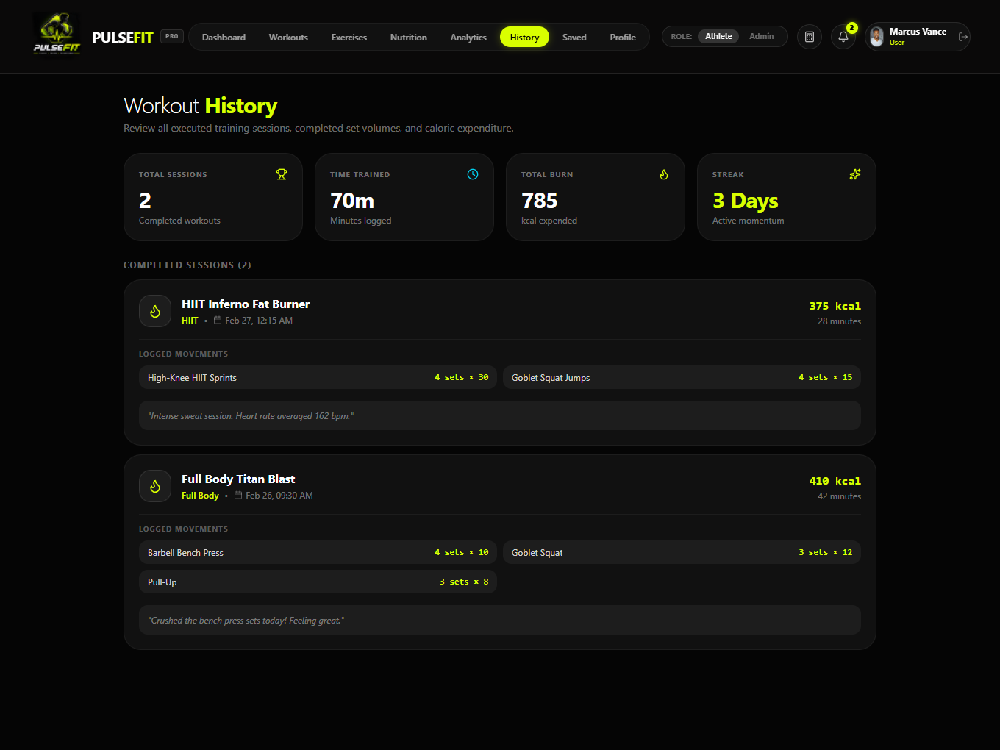 PULSEFIT
PULSEFIT PRO
Dashboard Workouts Exercises Nutrition Analytics History Saved Profile
ROLE: Athlete Admin
2
Marcus Vance
User
Workout History
Review all executed training sessions, completed set volumes, and caloric expenditure.
TOTAL SESSIONS
2
Completed workouts
TIME TRAINED
70m
Minutes logged
TOTAL BURN
785
kcal expended
STREAK
3 Days
Active momentum
COMPLETED SESSIONS (2)
HIIT Inferno Fat Burner
HIIT • Feb 27, 12:15 AM
375 kcal
28 minutes
LOGGED MOVEMENTS
High-Knee HIIT Sprints 4 sets × 30
Goblet Squat Jumps 4 sets × 15
"Intense sweat session. Heart rate averaged 162 bpm."
Full Body Titan Blast
Full Body • Feb 26, 09:30 AM
410 kcal
42 minutes
LOGGED MOVEMENTS
Barbell Bench Press 4 sets × 10
Goblet Squat 3 sets × 12
Pull-Up 3 sets × 8
"Crushed the bench press sets today! Feeling great."